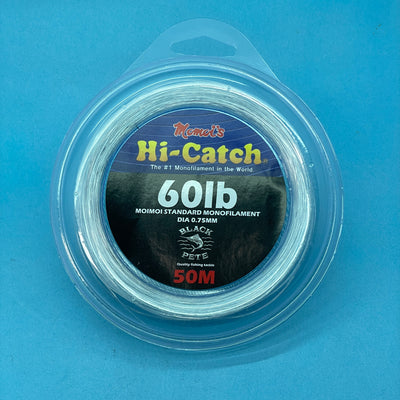 Momoi's
Hi-Catch
The #1 Monofilament in the World
60lb
MOIMOI STANDARD MONOFILAMENT
DIA 0.75MM
BLACK
PETE
Quality fishing tackle
50M